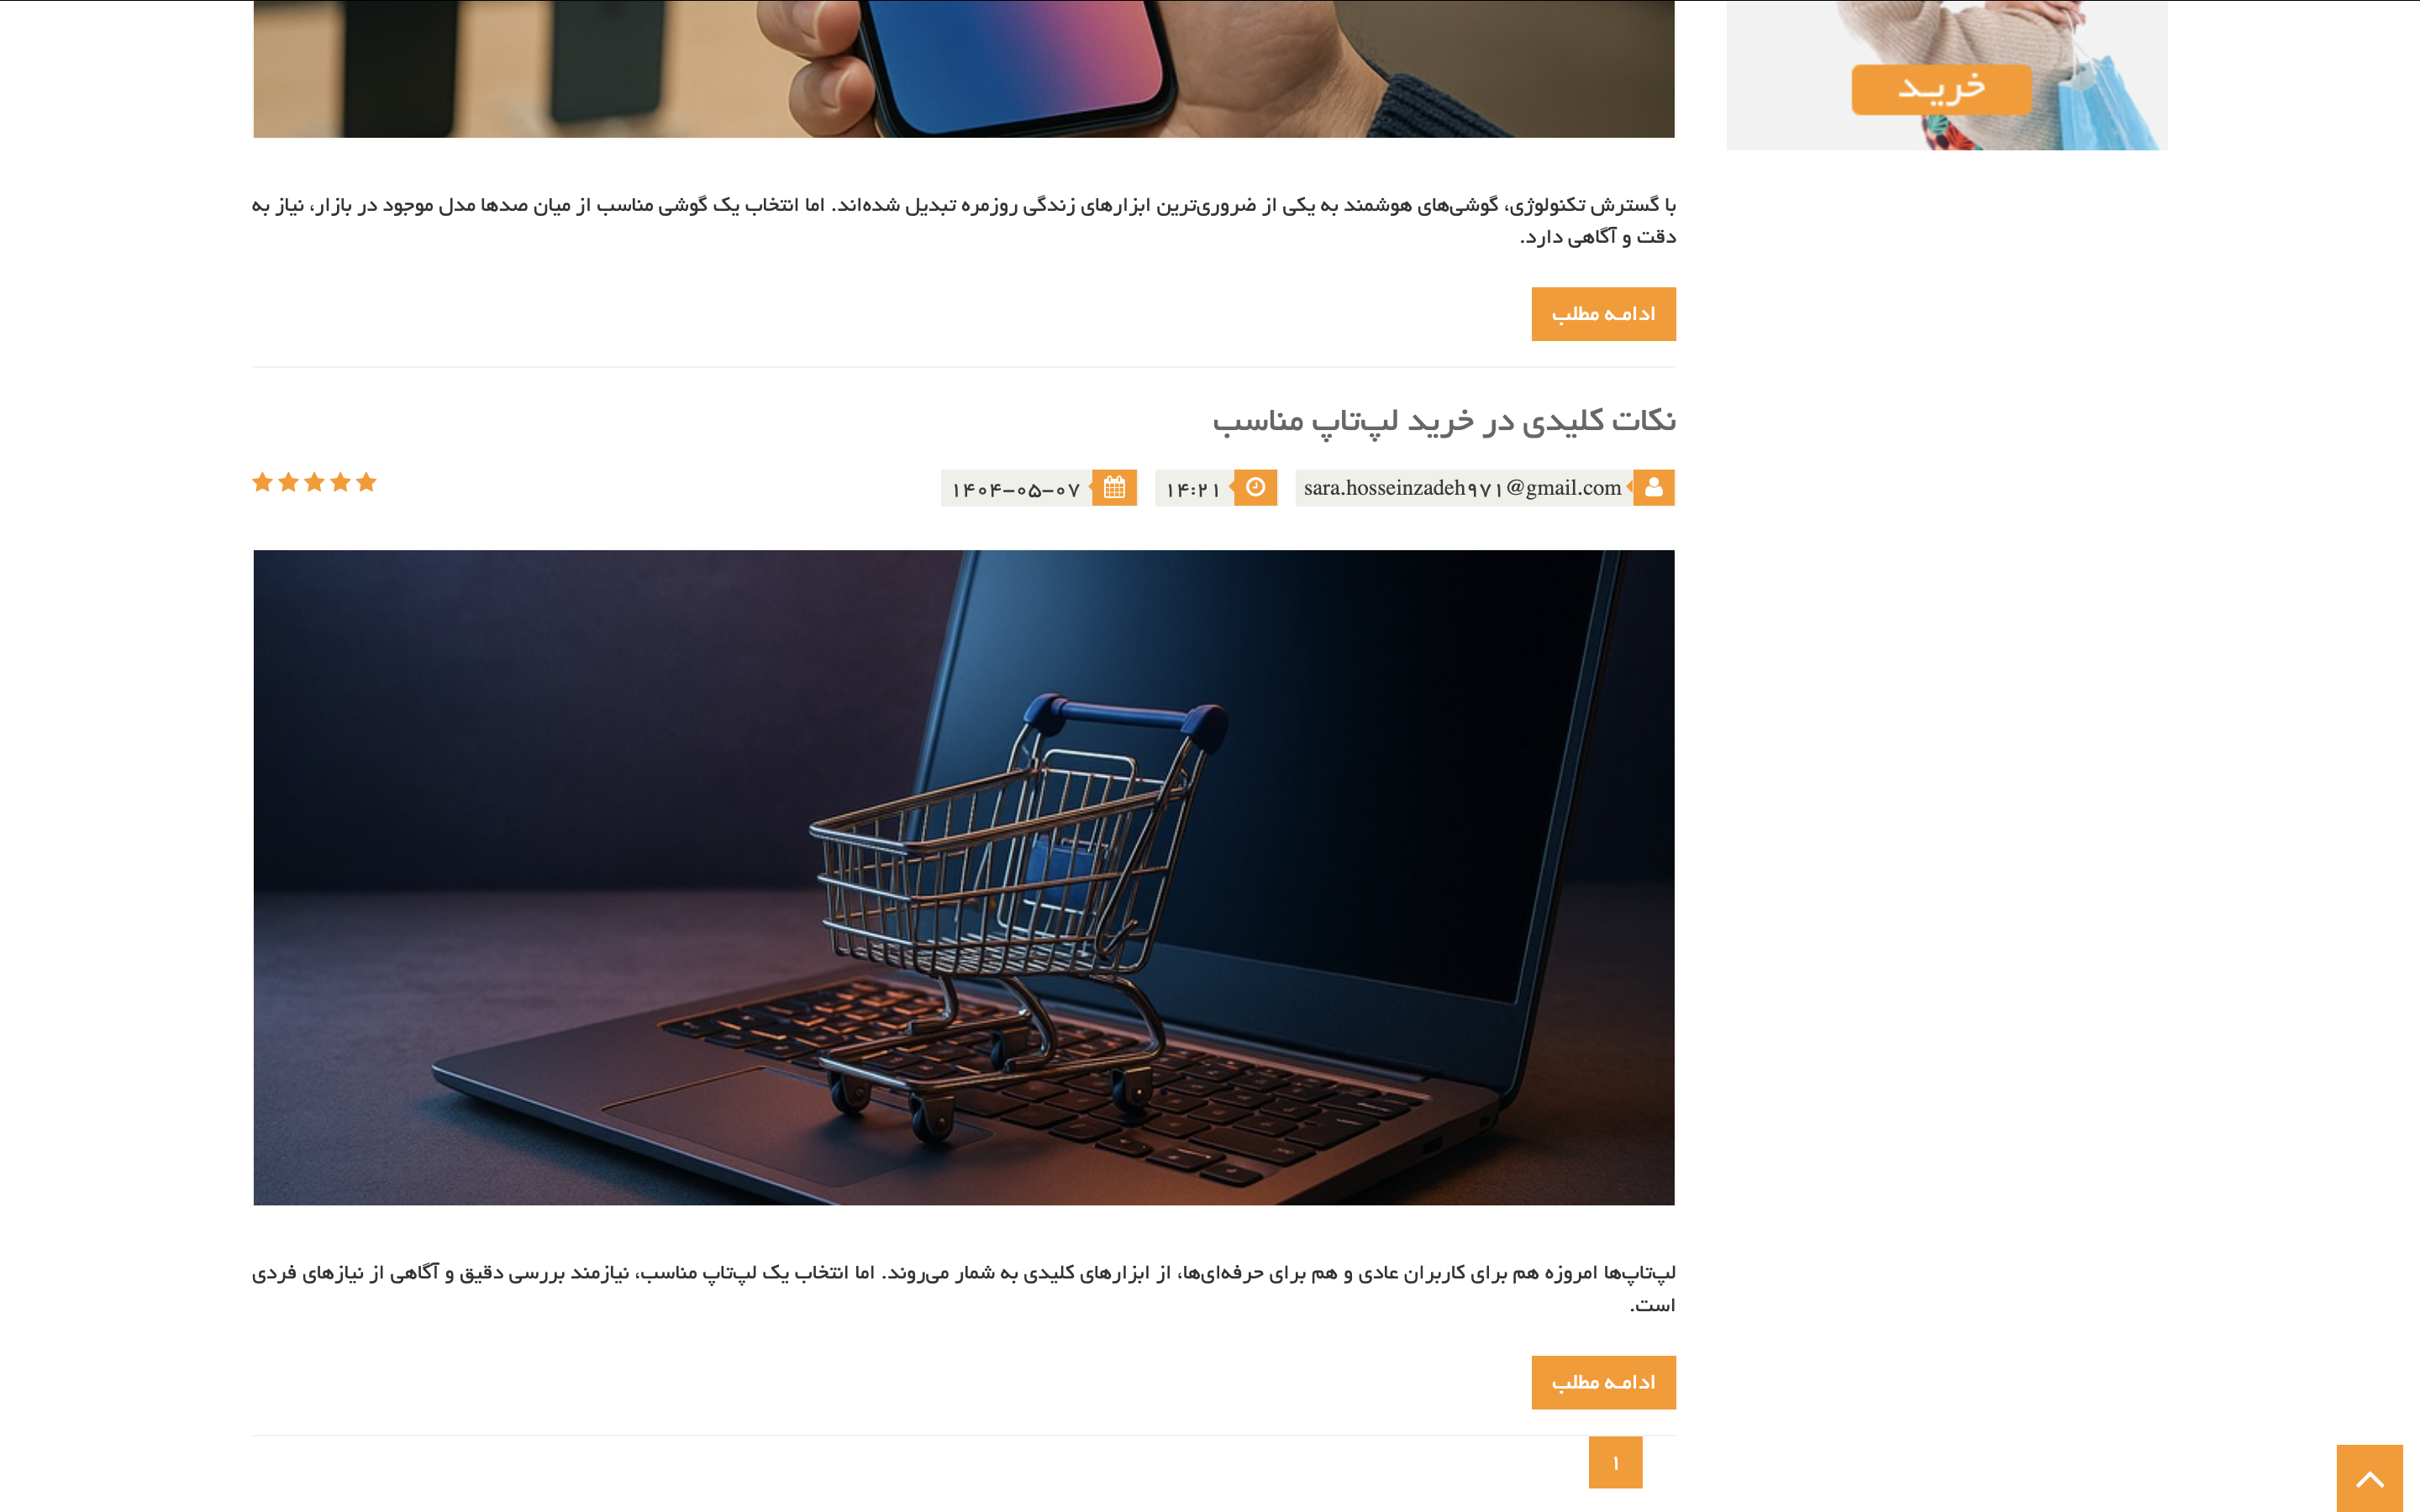 خرید
با گسترش تکنولوژی، گوشی‌های هوشمند به یکی از ضروری‌ترین ابزارهای زندگی روزمره تبدیل شده‌اند. اما انتخاب یک گوشی مناسب از میان صدها مدل موجود در بازار، نیاز به
دقت و آگاهی دارد.
ادامه مطلب
نکات کلیدی در خرید لپ‌تاپ مناسب
sara.hosseinzadeh۹۷۱@gmail.com ۱۴:۲۱ ۱۴۰۴-۰۵-۰۷
لپ‌تاپ‌ها امروزه هم برای کاربران عادی و هم برای حرفه‌ای‌ها، از ابزارهای کلیدی به شمار می‌روند. اما انتخاب یک لپ‌تاپ مناسب، نیازمند بررسی دقیق و آگاهی از نیازهای فردی
است.
ادامه مطلب
۱